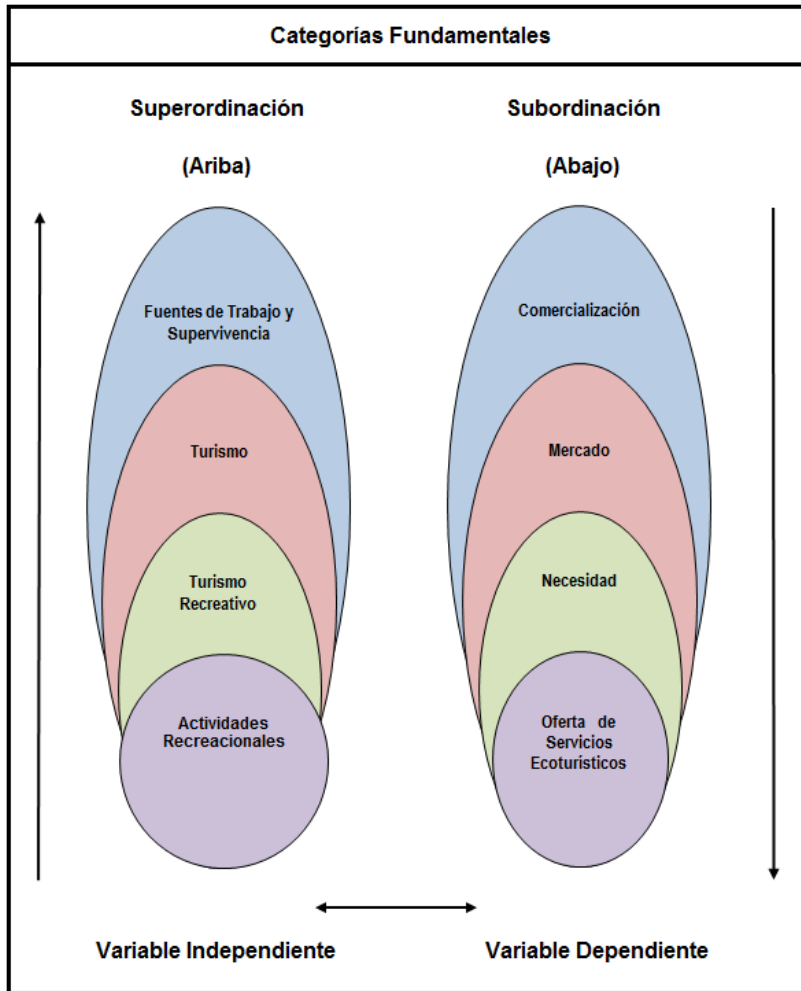 Categorías Fundamentales
Superordinación
(Ariba)
Fuentes de Trabajo y
Supervivencia
Turismo
Turismo
Recreativo
Actividades
Recreacionales
Variable Independiente
Subordinación
(Abajo)
Comercialización
Mercado
Necesidad
Oferta de
Servicios
Ecoturisticos
Variable Dependiente